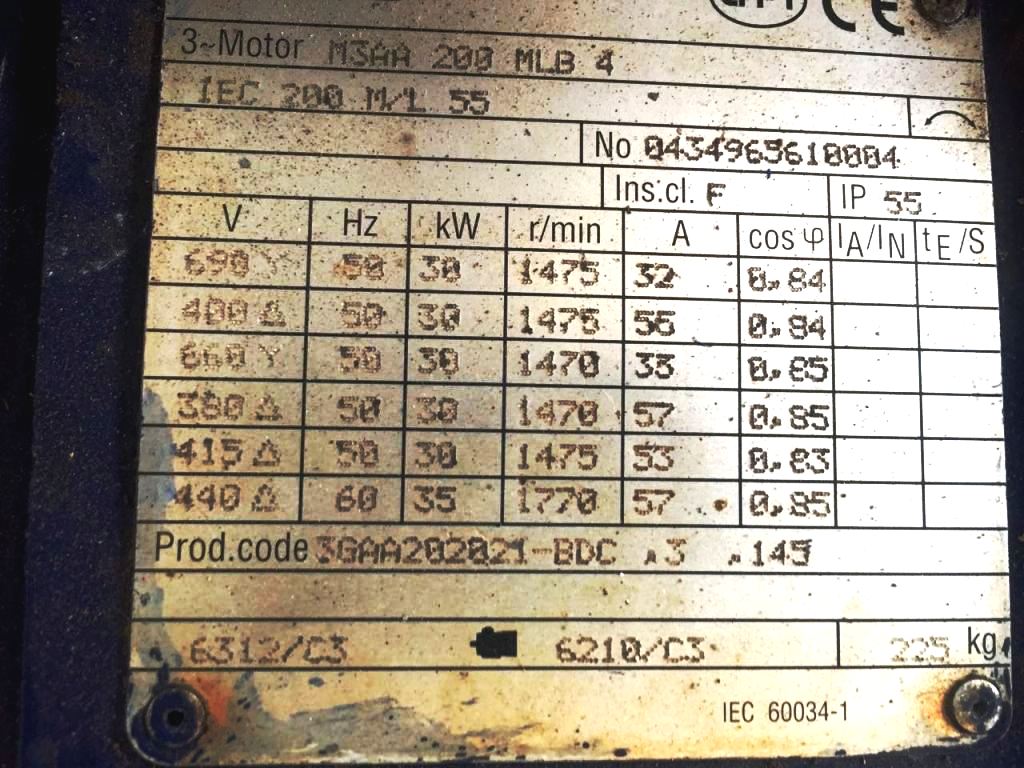 CE
3~Motor M3AA 200 MLB 4
IEC 200 M/L 55
No 0434965610004
Ins.cl. F IP 55
V Hz kW r/min A cos φ IA/IN tE/S
690 Y 50 30 1475 32 0.84
400 Δ 50 30 1475 55 0.84
660 Y 50 30 1470 33 0.85
380 Δ 50 30 1470 57 0.85
415 Δ 50 30 1475 53 0.83
440 Δ 60 35 1770 57 0.85
Prod.code 3GAA202021-BDC .3 .145
6312/C3 6210/C3 225 kg
IEC 60034-1